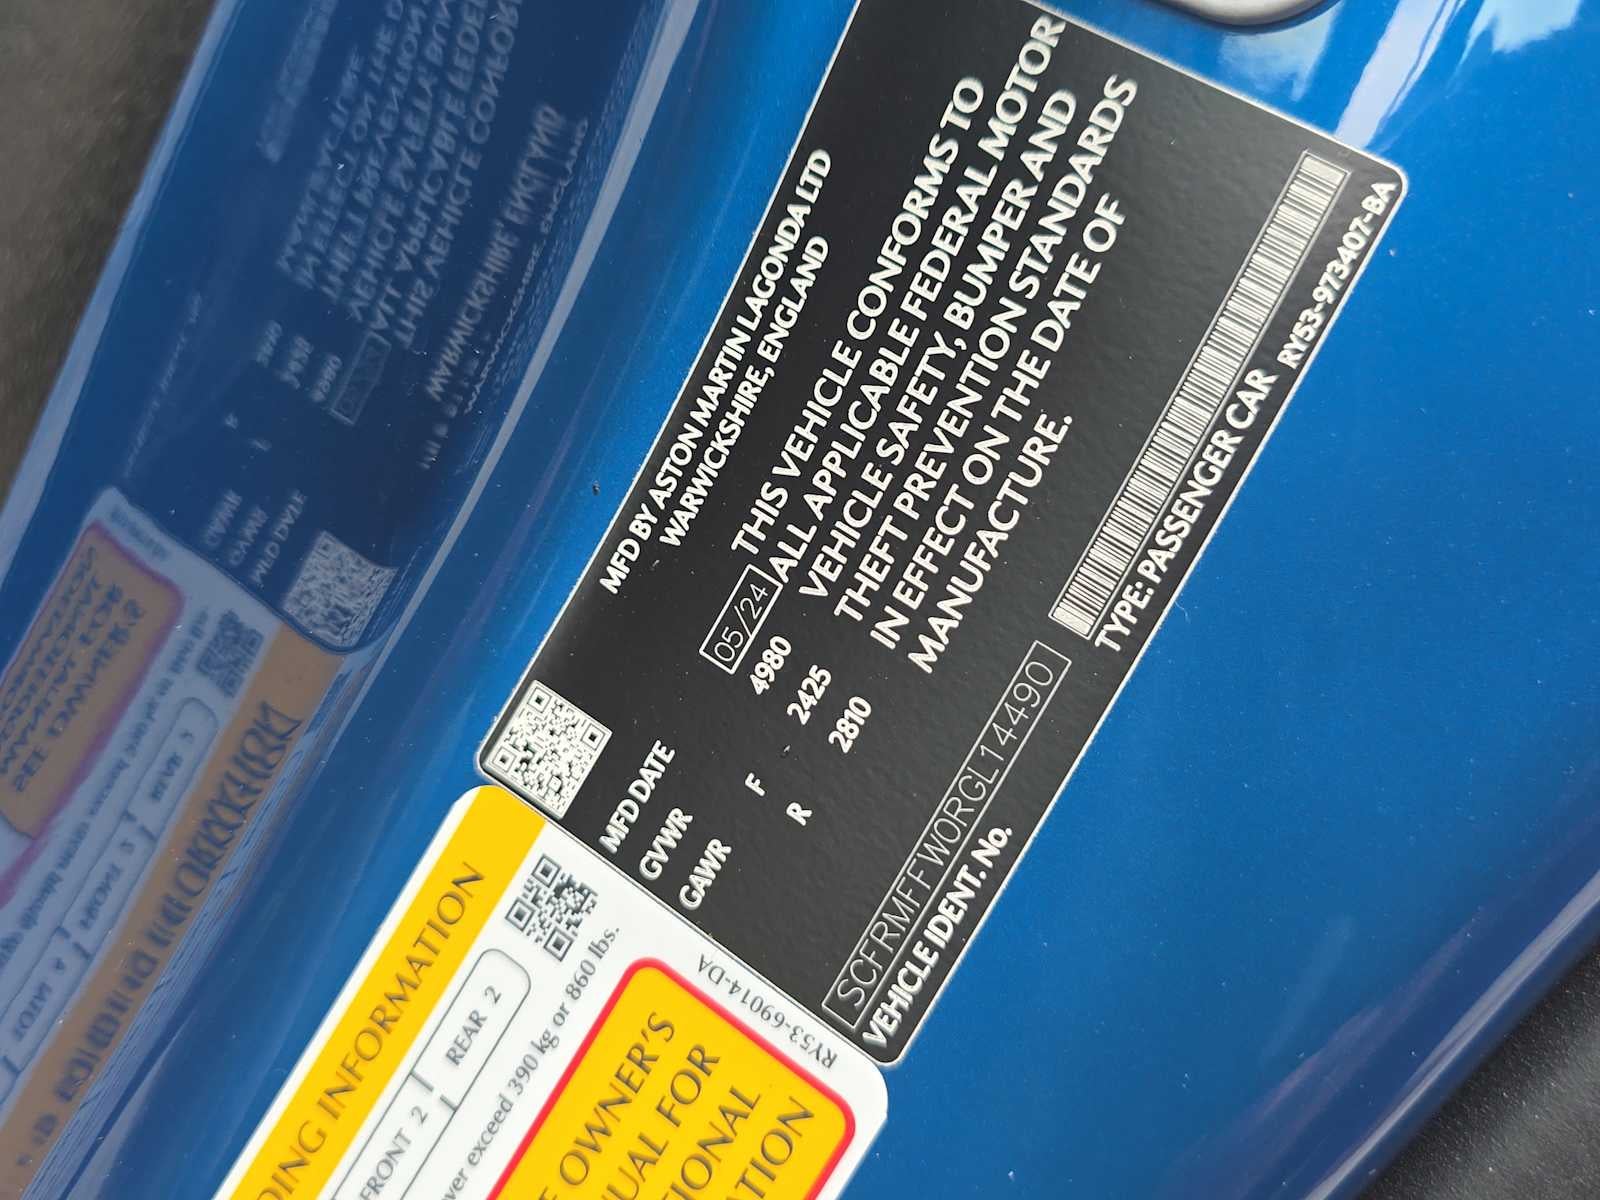 MFD BY ASTON MARTIN LAGONDA LTD
WARWICKSHIRE, ENGLAND
MFD DATE 05/24
GVWR 4980
GAWR F 2425
R 2810
THIS VEHICLE CONFORMS TO
ALL APPLICABLE FEDERAL MOTOR
VEHICLE SAFETY, BUMPER AND
THEFT PREVENTION STANDARDS
IN EFFECT ON THE DATE OF
MANUFACTURE.
SCFRMFFW0RGL14490
VEHICLE IDENT. No.
TYPE: PASSENGER CAR
RY53-973407-BA
DING INFORMATION
FRONT 2
REAR 2
ver exceed 390 kg or 860 lbs.
OWNER'S
UAL FOR
IONAL
ATION
RY53-69014-DA